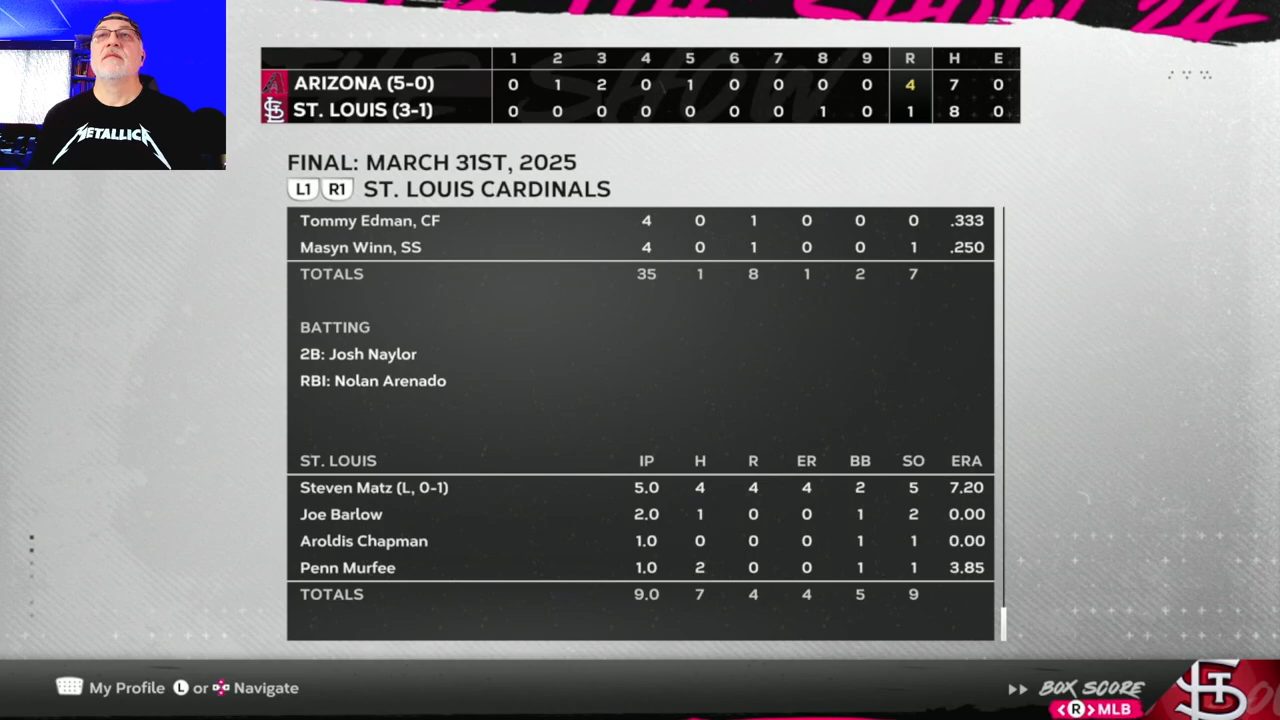 THE SHOW 24
METALLICA
1 2 3 4 5 6 7 8 9 R H E
ARIZONA (5-0) 0 1 2 0 1 0 0 0 0 4 7 0
ST. LOUIS (3-1) 0 0 0 0 0 0 0 1 0 1 8 0
FINAL: MARCH 31ST, 2025
L1 R1 ST. LOUIS CARDINALS
Tommy Edman, CF 4 0 1 0 0 0 .333
Masyn Winn, SS 4 0 1 0 0 1 .250
TOTALS 35 1 8 1 2 7
BATTING
2B: Josh Naylor
RBI: Nolan Arenado
ST. LOUIS IP H R ER BB SO ERA
Steven Matz (L, 0-1) 5.0 4 4 4 2 5 7.20
Joe Barlow 2.0 1 0 0 1 2 0.00
Aroldis Chapman 1.0 0 0 0 1 1 0.00
Penn Murfee 1.0 2 0 0 1 1 3.85
TOTALS 9.0 7 4 4 5 9
My Profile L or Navigate
BOX SCORE
<R> MLB